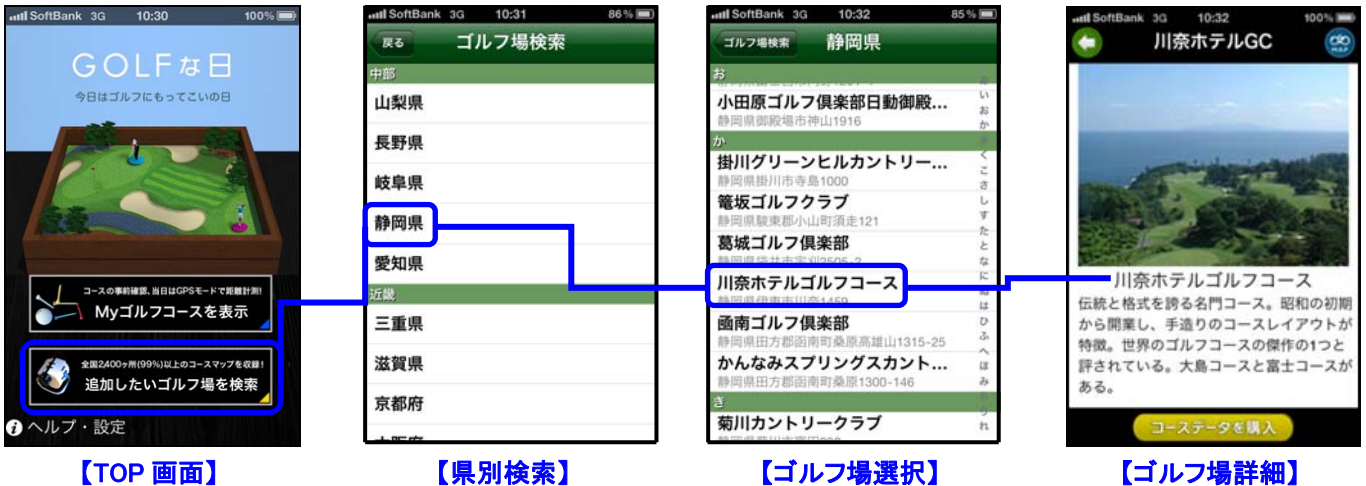 SoftBank 3G 10:30 100%
GOLFな日
今日はゴルフにもってこいの日
コースの事前確認、当日はGPSモードで距離計測!
Myゴルフコースを表示
全国2,400ヶ所(99%)以上のコースマップを収録!
追加したいゴルフ場を検索
ヘルプ・設定
【TOP 画面】
SoftBank 3G 10:31 86%
戻る ゴルフ場検索
中部
山梨県
長野県
岐阜県
静岡県
愛知県
近畿
三重県
滋賀県
京都府
【県別検索】
SoftBank 3G 10:32 85%
ゴルフ場検索 静岡県
お
小田原ゴルフ倶楽部日動御殿...
静岡県御殿場市神山1916
か
掛川グリーンヒルカントリー...
静岡県掛川市寺島1000
篭坂ゴルフクラブ
静岡県駿東郡小山町須走121
葛城ゴルフ倶楽部
川奈ホテルゴルフコース
函南ゴルフ倶楽部
静岡県田方郡函南町桑原高雄山1315-25
かんなみスプリングスカント...
静岡県田方郡函南町桑原1300-146
き
菊川カントリークラブ
い
お
か
く
こ
さ
し
す
た
と
な
に
は
ひ
ふ
へ
ほ
み
り
れ
【ゴルフ場選択】
SoftBank 3G 10:32 100%
川奈ホテルGC
MAP
川奈ホテルゴルフコース
伝統と格式を誇る名門コース。昭和の初期
から開業し、手造りのコースレイアウトが
特徴。世界のゴルフコースの傑作の1つと
評されている。大島コースと富士コースが
ある。
コースデータを購入
【ゴルフ場詳細】